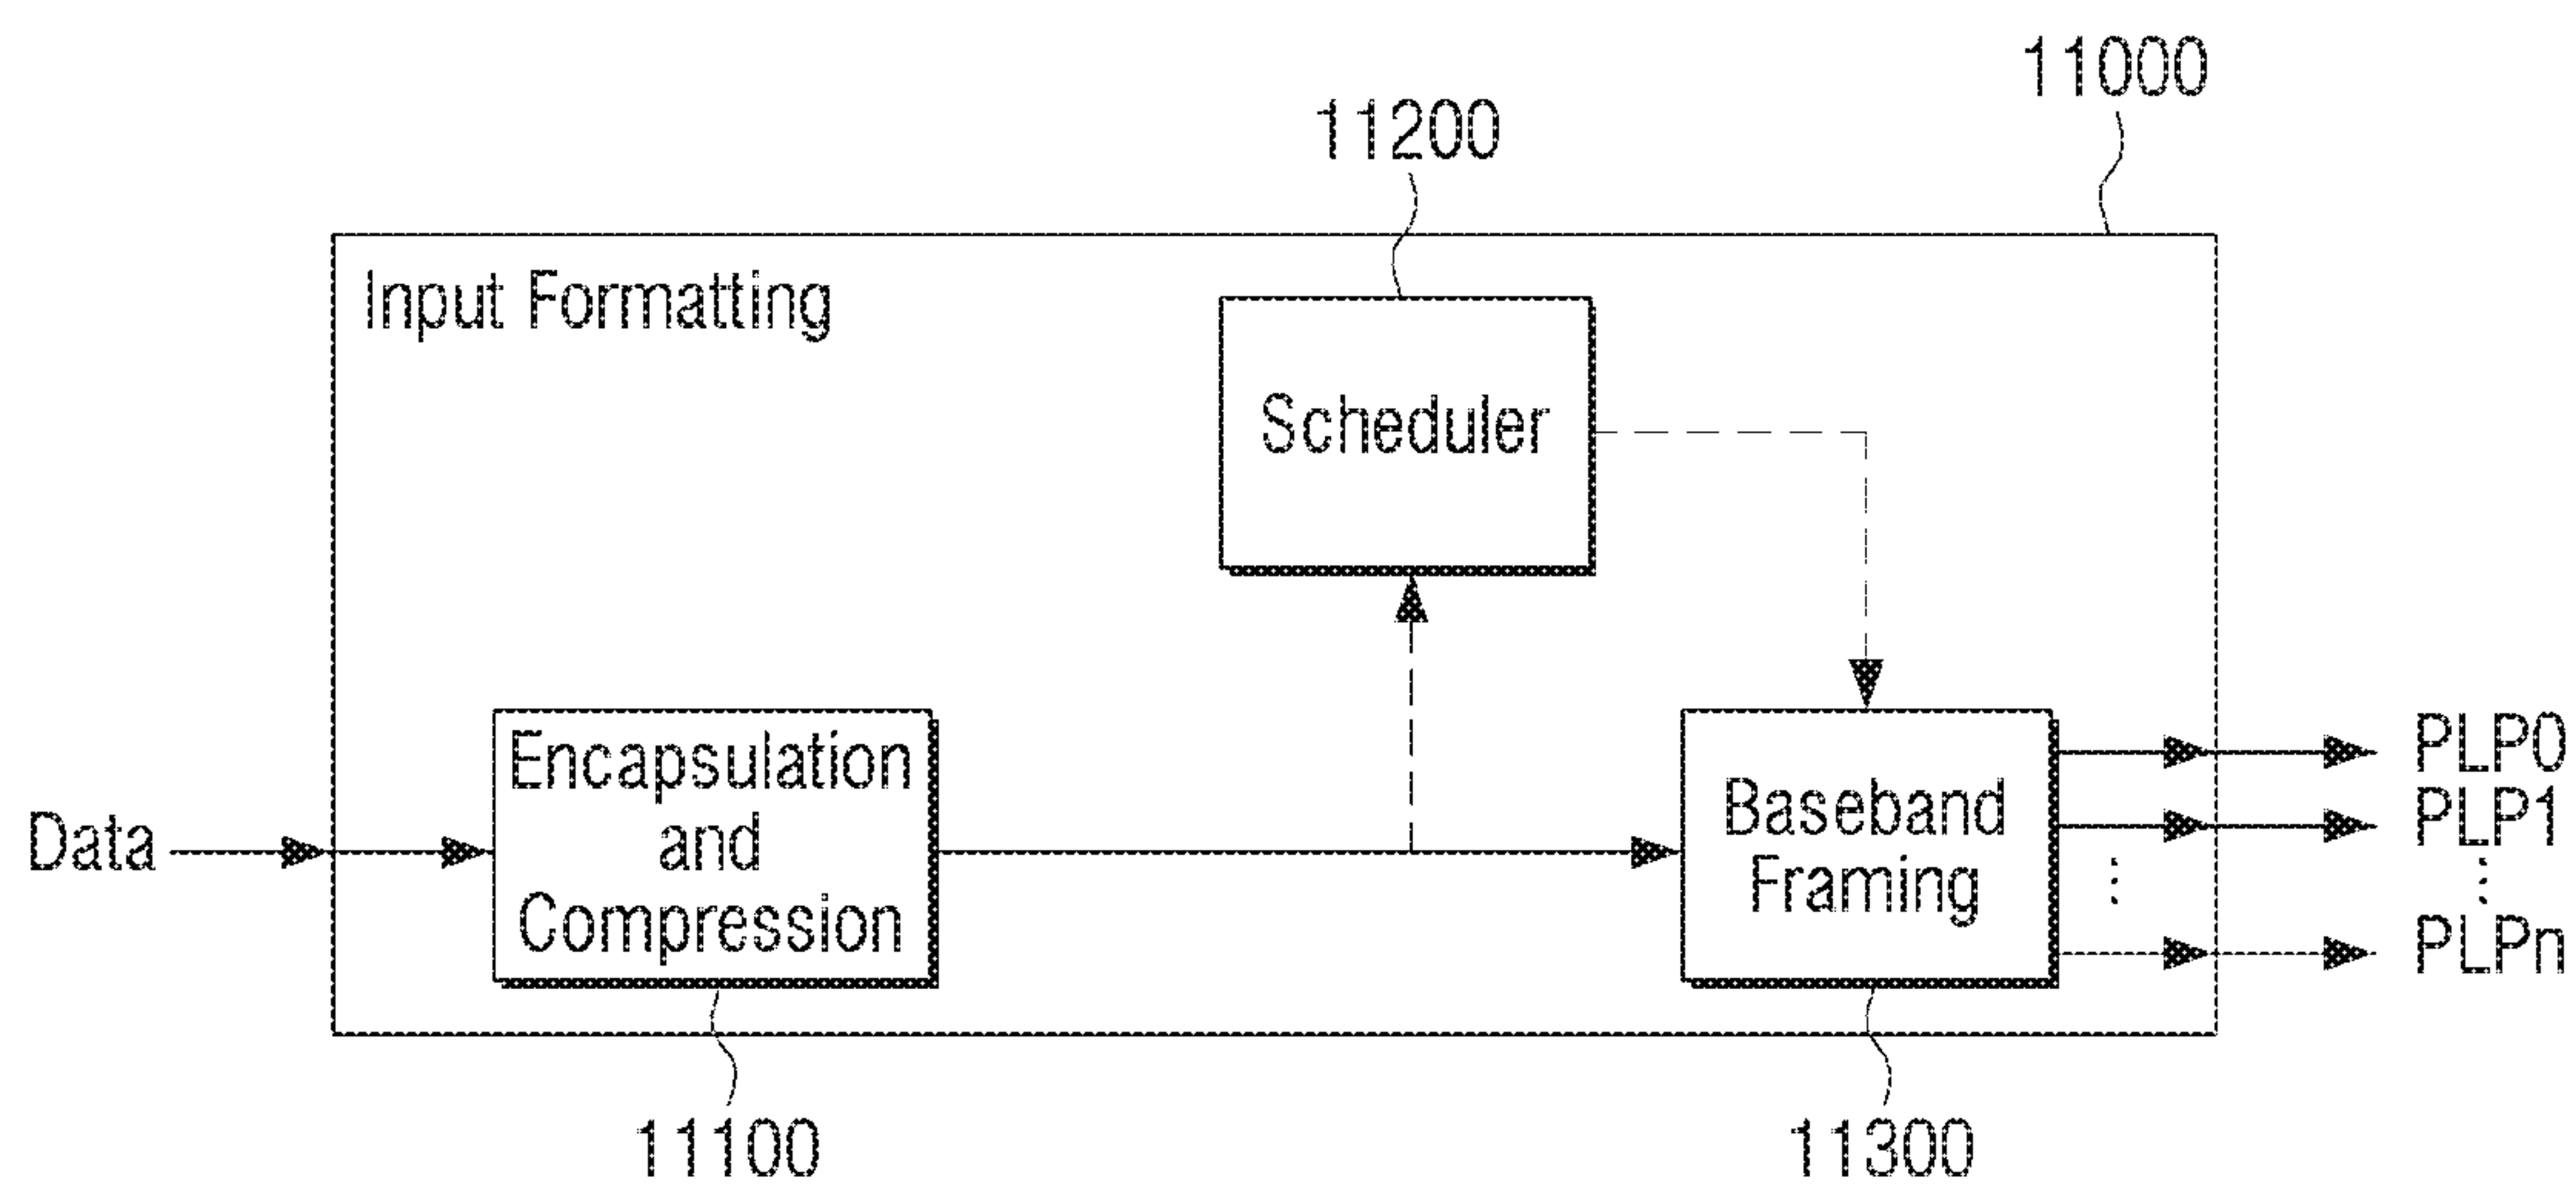 11000
11200
Input Formatting
Scheduler
Encapsulation
and
Compression
Data
Baseband
Framing
PLP0
PLP1
⋮
⋮
PLPn
11100
11300